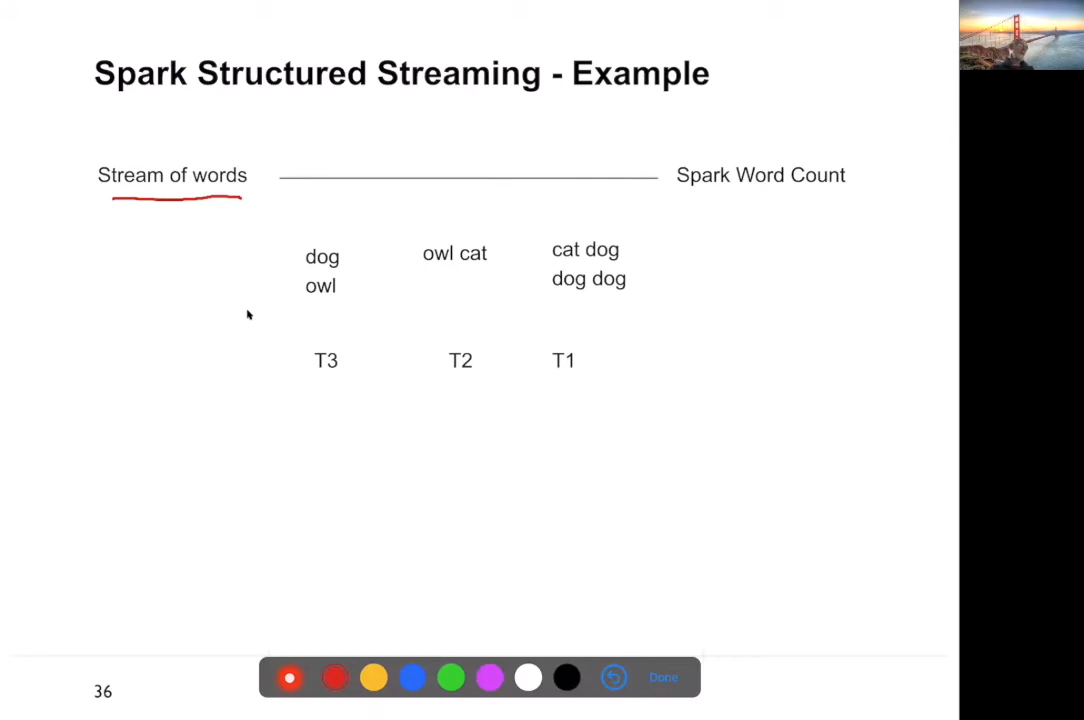 Spark Structured Streaming - Example
Stream of words
Spark Word Count
dog
owl
owl cat
cat dog
dog dog
T3
T2
T1
36
Done